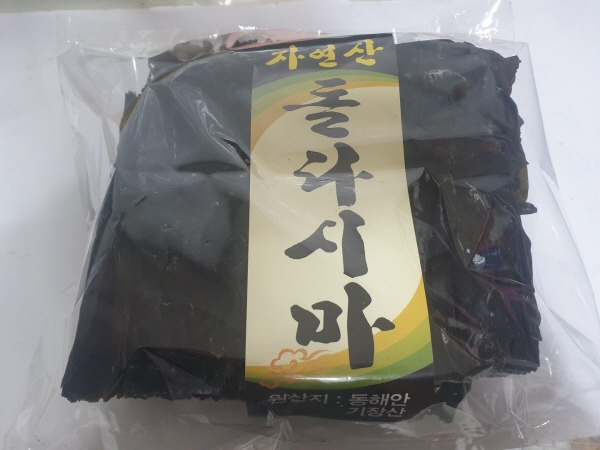 자연산
돌다시마
원산지 : 동해안
기장산